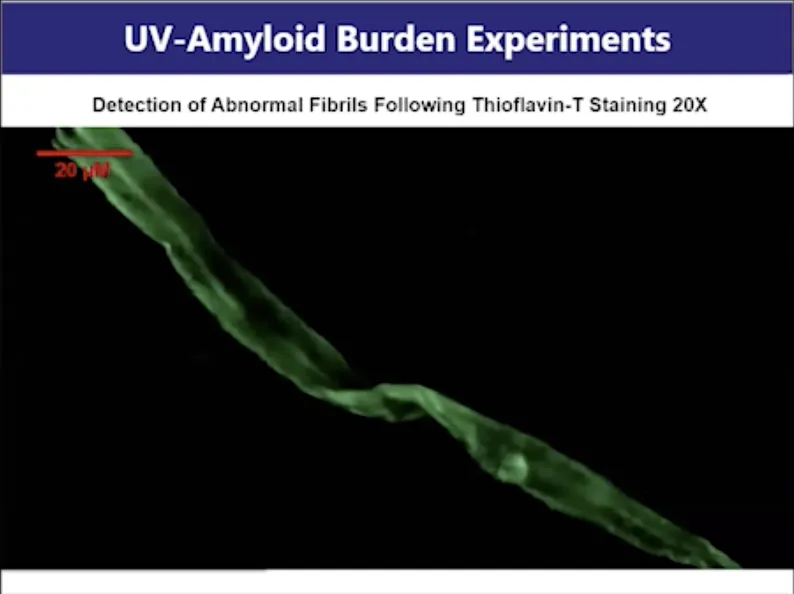 UV-Amyloid Burden Experiments
Detection of Abnormal Fibrils Following Thioflavin-T Staining 20X
20 µM